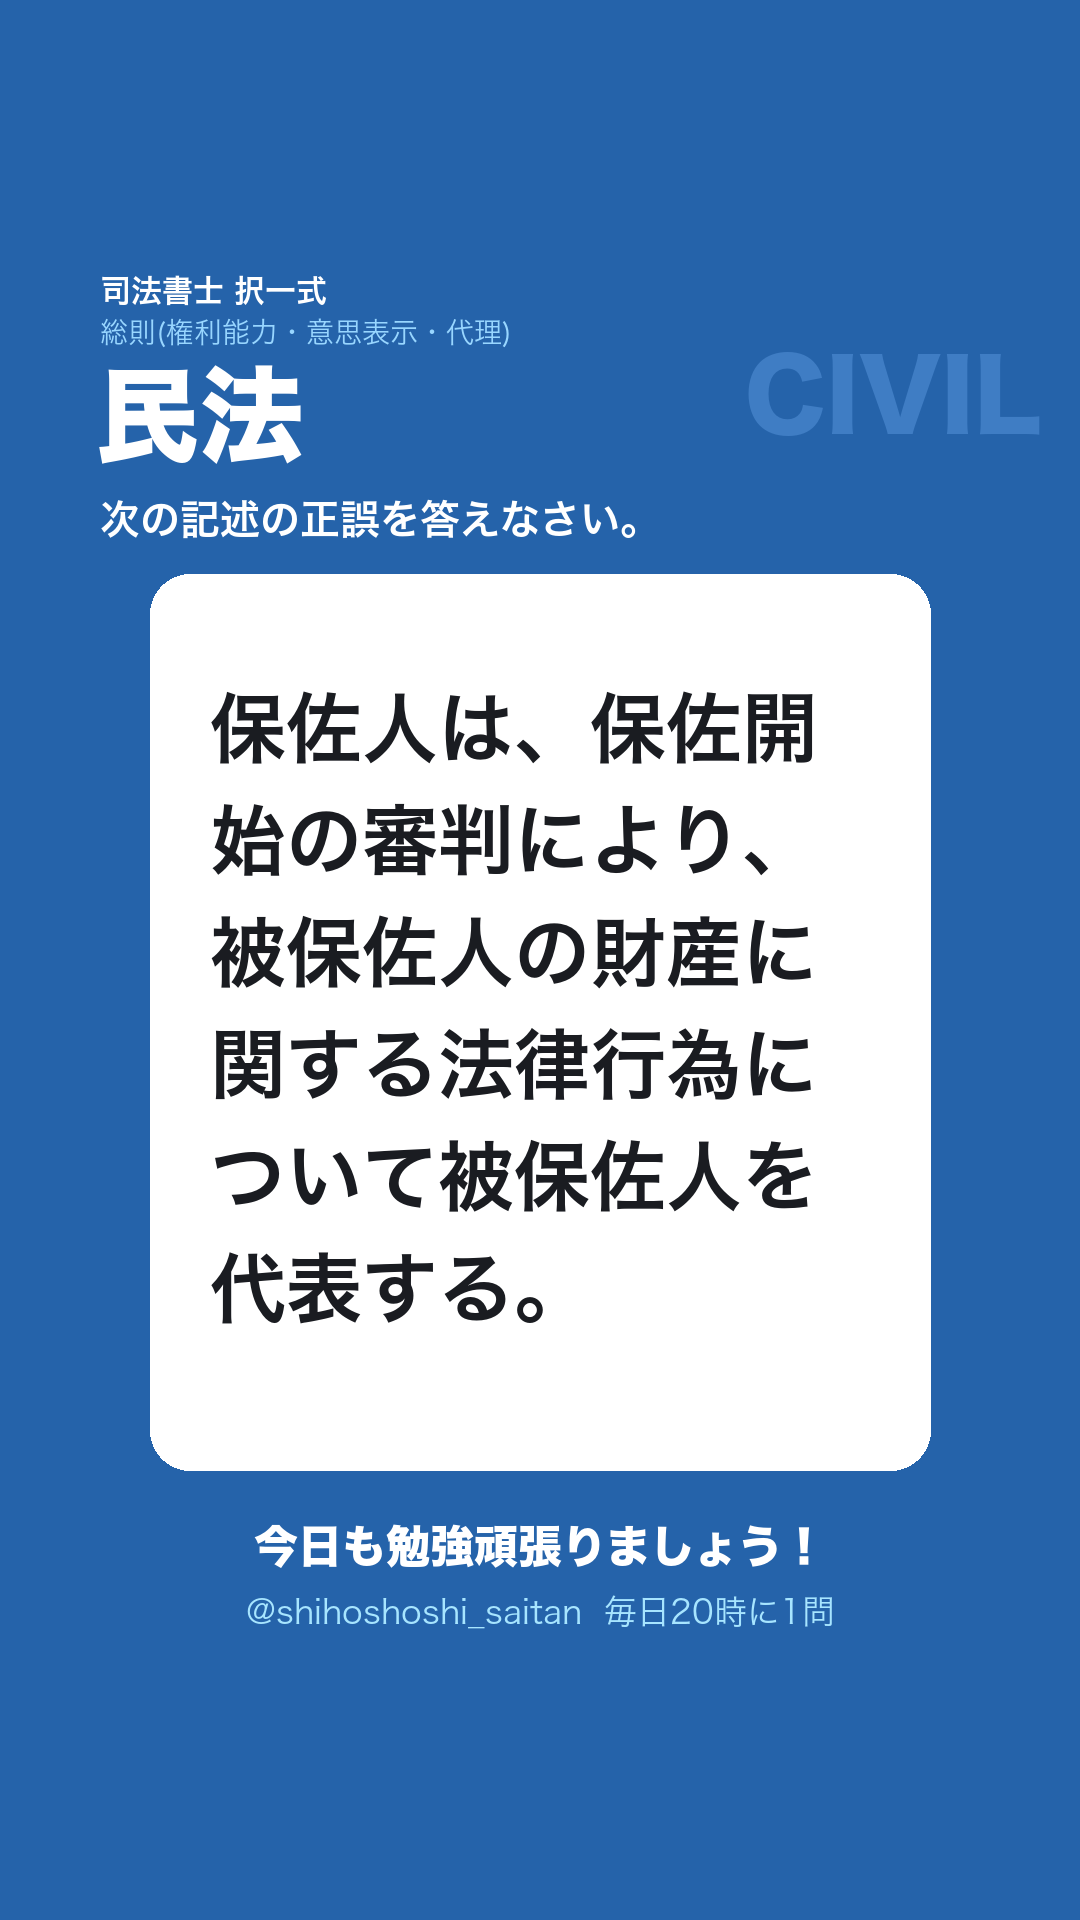 司法書士 択一式
総則(権利能力・意思表示・代理)
民法
CIVIL
次の記述の正誤を答えなさい。
保佐人は、保佐開
始の審判により、
被保佐人の財産に
関する法律行為に
ついて被保佐人を
代表する。
今日も勉強頑張りましょう！
@shihoshoshi_saitan 毎日20時に1問